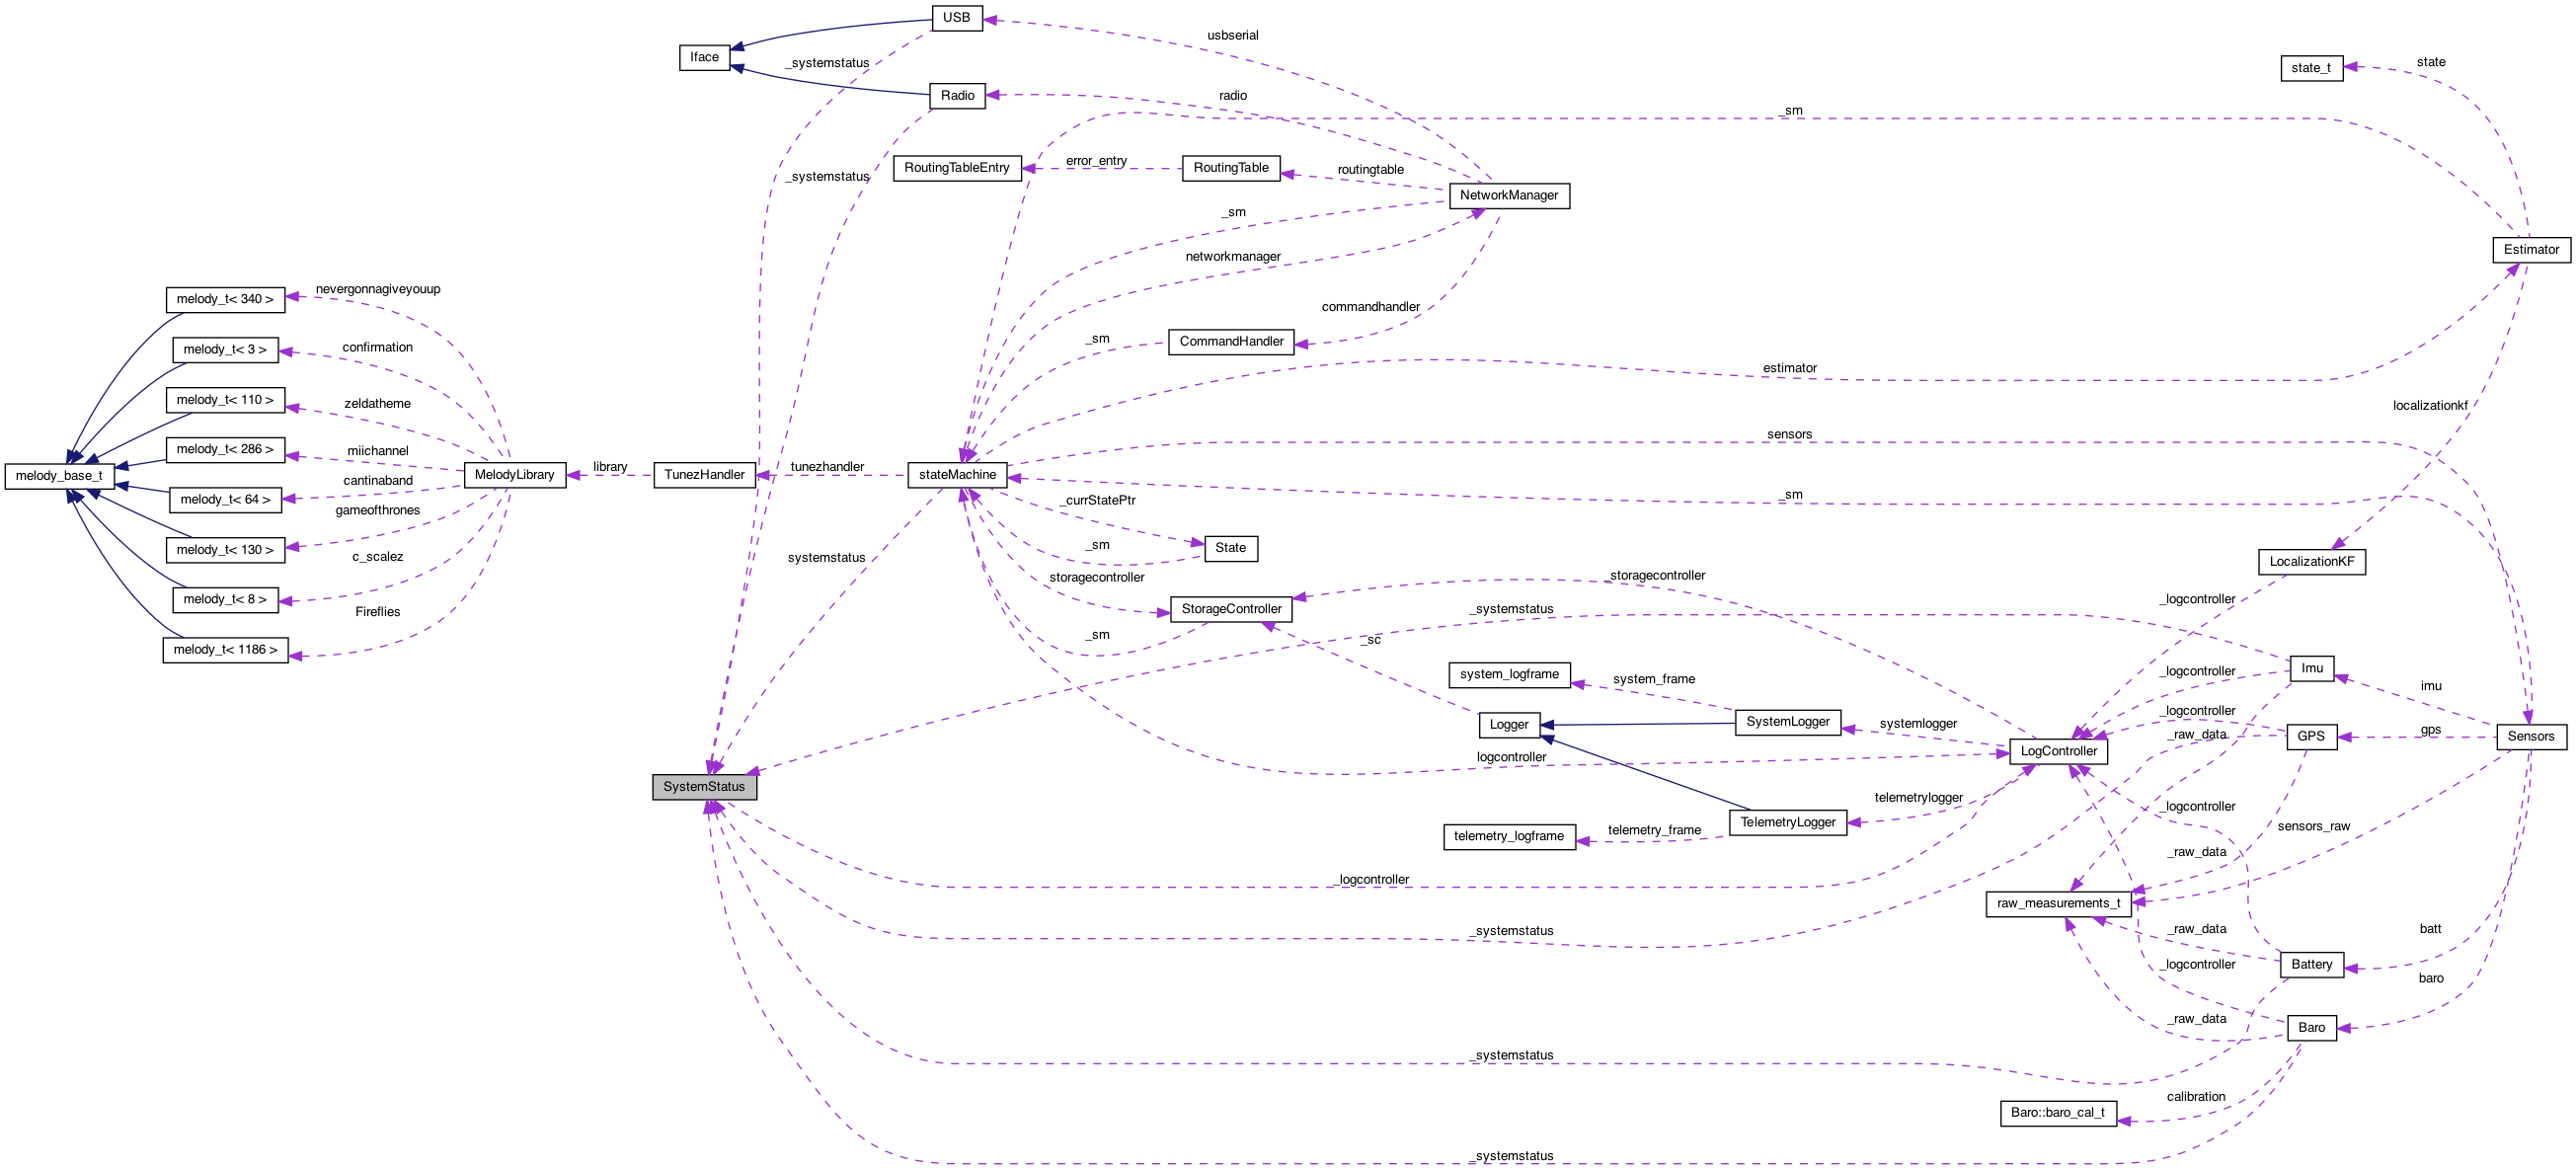 USB
usbserial
Iface
_systemstatus
state_t
state
Radio
radio
_sm
_systemstatus
RoutingTableEntry
error_entry
RoutingTable
routingtable
NetworkManager
_sm
networkmanager
Estimator
melody_t< 340 >
nevergonnagiveyouup
commandhandler
melody_t< 3 >
confirmation
_sm
CommandHandler
estimator
melody_t< 110 >
zeldatheme
localizationkf
melody_t< 286 >
miichannel
sensors
melody_base_t
MelodyLibrary
library
TunezHandler
tunezhandler
stateMachine
melody_t< 64 >
cantinaband
_currStatePtr
_sm
gameofthrones
melody_t< 130 >
c_scalez
systemstatus
_sm
State
LocalizationKF
melody_t< 8 >
Fireflies
storagecontroller
StorageController
_storagecontroller
_systemstatus
_logcontroller
melody_t< 1186 >
_sm
_sc
system_logframe
system_frame
_logcontroller
Imu
imu
Logger
SystemLogger
systemlogger
_logcontroller
_raw_data
GPS
gps
Sensors
LogController
logcontroller
SystemStatus
telemetrylogger
_logcontroller
telemetry_logframe
telemetry_frame
TelemetryLogger
sensors_raw
_raw_data
_logcontroller
raw_measurements_t
_systemstatus
_raw_data
batt
_logcontroller
Battery
baro
_raw_data
Baro
_systemstatus
calibration
Baro::baro_cal_t
_systemstatus